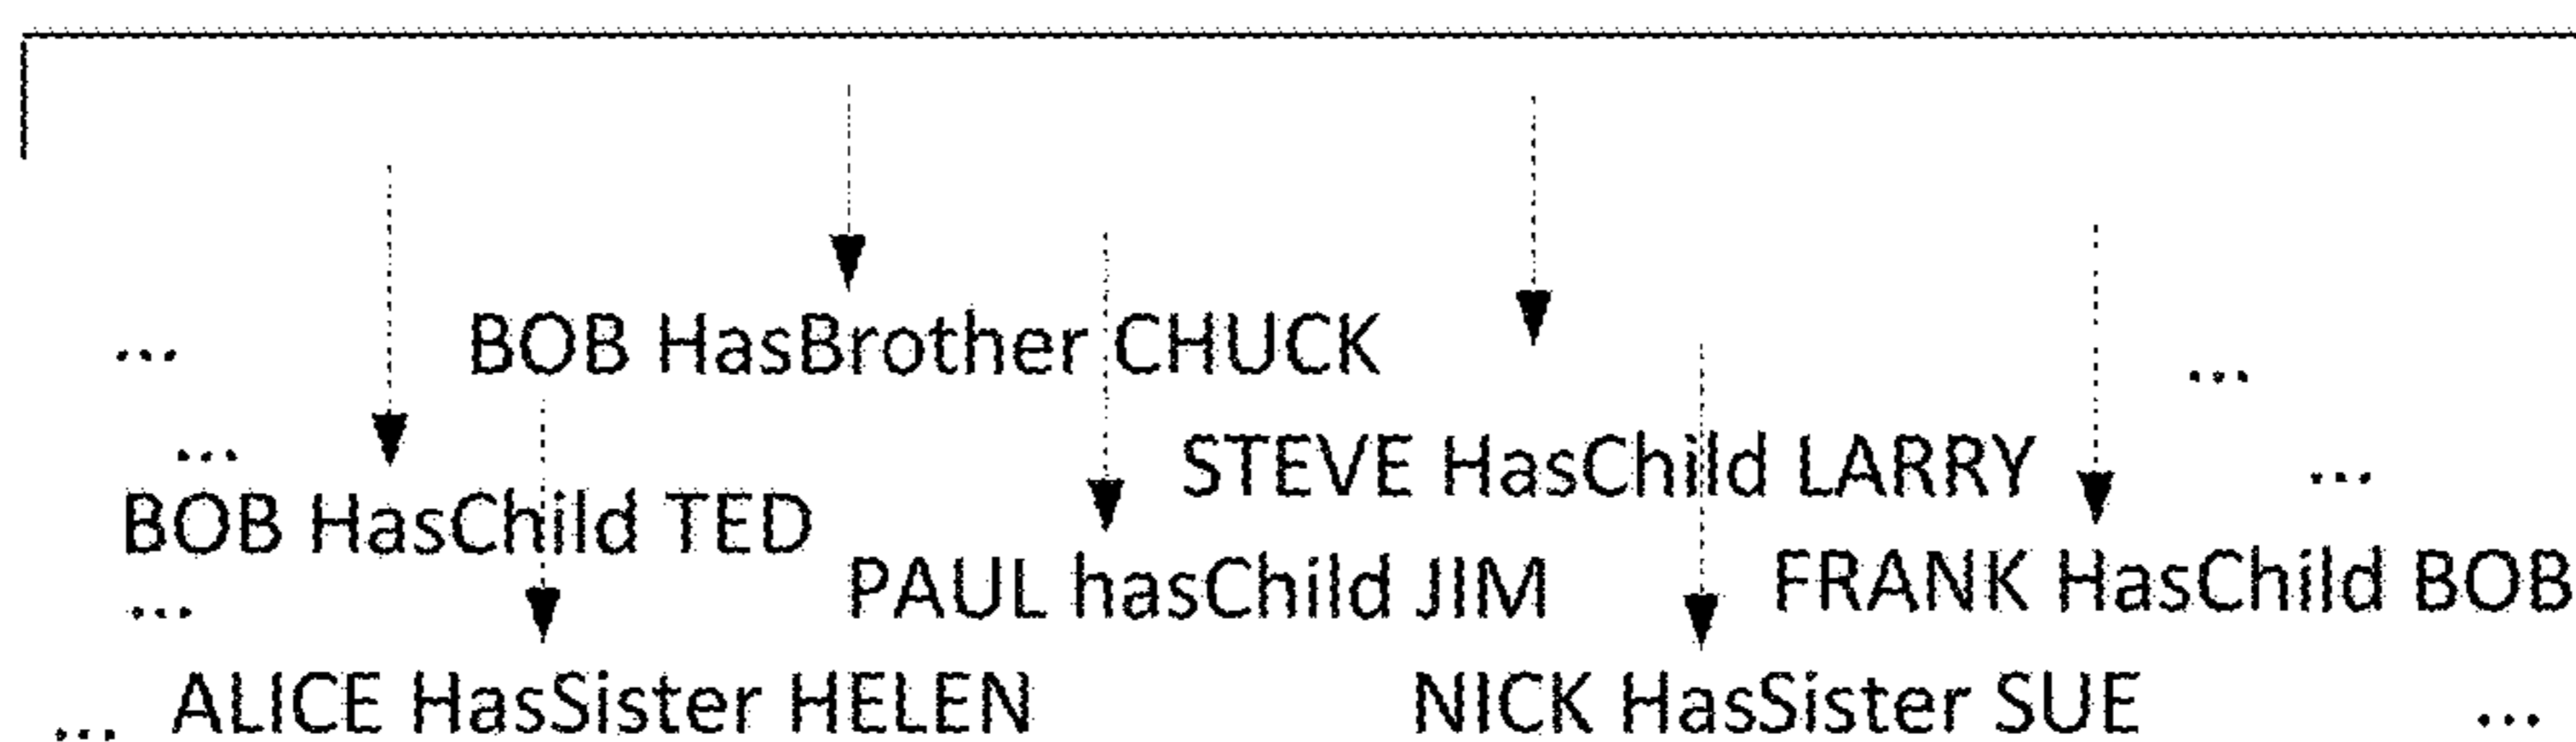 ... BOB HasBrother CHUCK ...
... STEVE HasChild LARRY ...
BOB HasChild TED
... PAUL hasChild JIM FRANK HasChild BOB
... ALICE HasSister HELEN NICK HasSister SUE ...